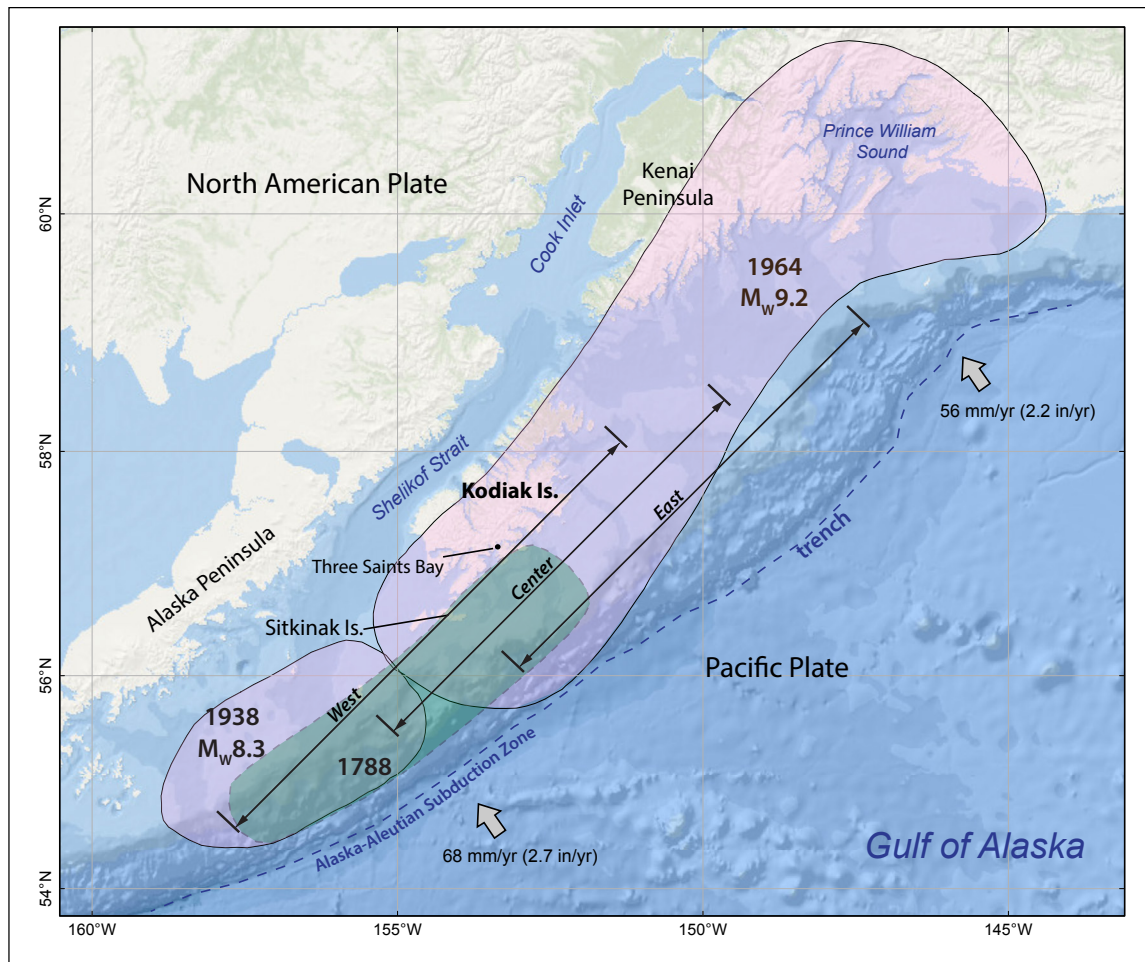 Prince William
Sound
North American Plate
Kenai
Peninsula
60°N
Cook Inlet
1964
MW9.2
56 mm/yr (2.2 in/yr)
58°N
Shelikof Strait
Kodiak Is.
East
trench
Three Saints Bay
Center
Alaska Peninsula
Sitkinak Is.
56°N
Pacific Plate
West
1938
MW8.3
1788
Alaska-Aleutian Subduction Zone
68 mm/yr (2.7 in/yr)
Gulf of Alaska
54°N
160°W
155°W
150°W
145°W